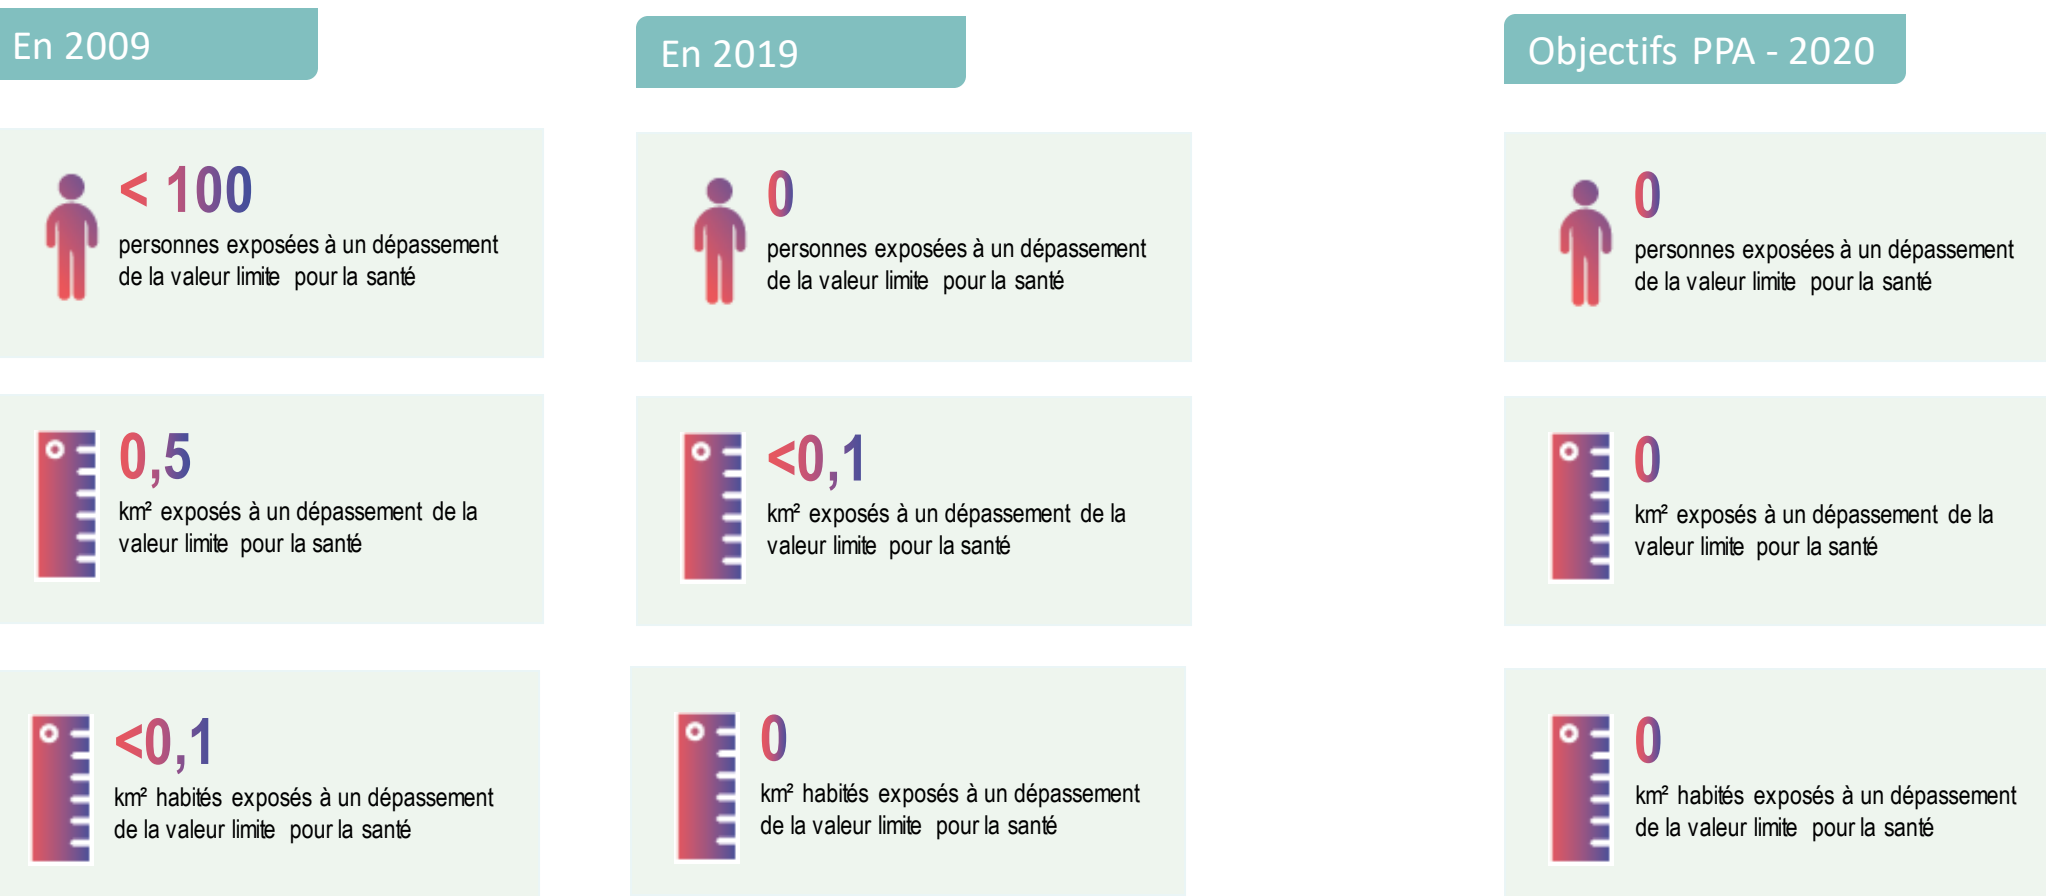 En 2009
< 100
personnes exposées à un dépassement
de la valeur limite pour la santé
0,5
km² exposés à un dépassement de la
valeur limite pour la santé
<0,1
km² habités exposés à un dépassement
de la valeur limite pour la santé
En 2019
0
personnes exposées à un dépassement
de la valeur limite pour la santé
<0,1
km² exposés à un dépassement de la
valeur limite pour la santé
0
km² habités exposés à un dépassement
de la valeur limite pour la santé
Objectifs PPA - 2020
0
personnes exposées à un dépassement
de la valeur limite pour la santé
0
km² exposés à un dépassement de la
valeur limite pour la santé
0
km² habités exposés à un dépassement
de la valeur limite pour la santé